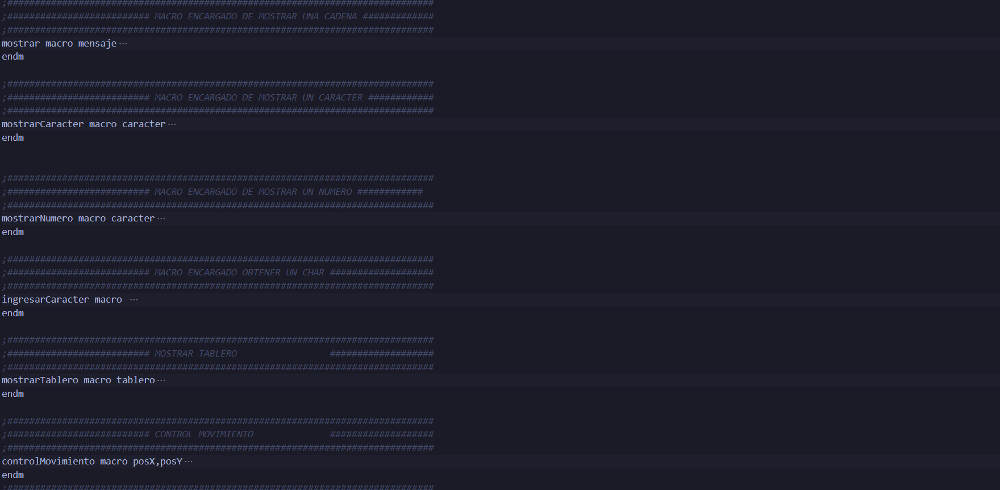 ;##############################################################################
;########################## MACRO ENCARGADO DE MOSTRAR UNA CADENA #############
;##############################################################################
mostrar macro mensaje···
endm
;##############################################################################
;########################## MACRO ENCARGADO DE MOSTRAR UN CARACTER ############
;##############################################################################
mostrarCaracter macro caracter···
endm
;##############################################################################
;########################## MACRO ENCARGADO DE MOSTRAR UN NUMERO ############
;##############################################################################
mostrarNumero macro caracter···
endm
;##############################################################################
;########################## MACRO ENCARGADO OBTENER UN CHAR ###################
;##############################################################################
ingresarCaracter macro ···
endm
;##############################################################################
;########################## MOSTRAR TABLERO                 ###################
;##############################################################################
mostrarTablero macro tablero···
endm
;##############################################################################
;########################## CONTROL MOVIMIENTO              ###################
;##############################################################################
controlMovimiento macro posX,posY···
endm
;##############################################################################